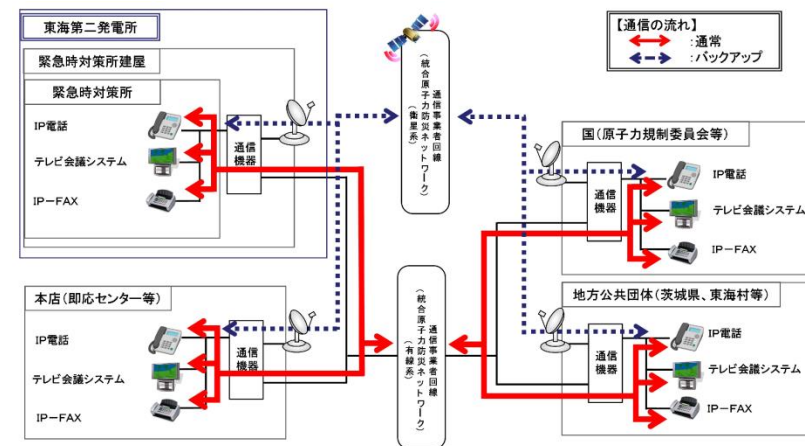 東海第二発電所
緊急時対策所建屋
緊急時対策所
IP電話
テレビ会議システム
IP-FAX
通信機器
本店(即応センター等)
IP電話
テレビ会議システム
IP-FAX
通信機器
通信事業者回線
(統合原子力防災ネットワーク)
(衛星系)
通信事業者回線
(統合原子力防災ネットワーク)
(有線系)
【通信の流れ】
:通常
:バックアップ
国(原子力規制委員会等)
通信機器
IP電話
テレビ会議システム
IP-FAX
地方公共団体(茨城県、東海村等)
通信機器
IP電話
テレビ会議システム
IP-FAX